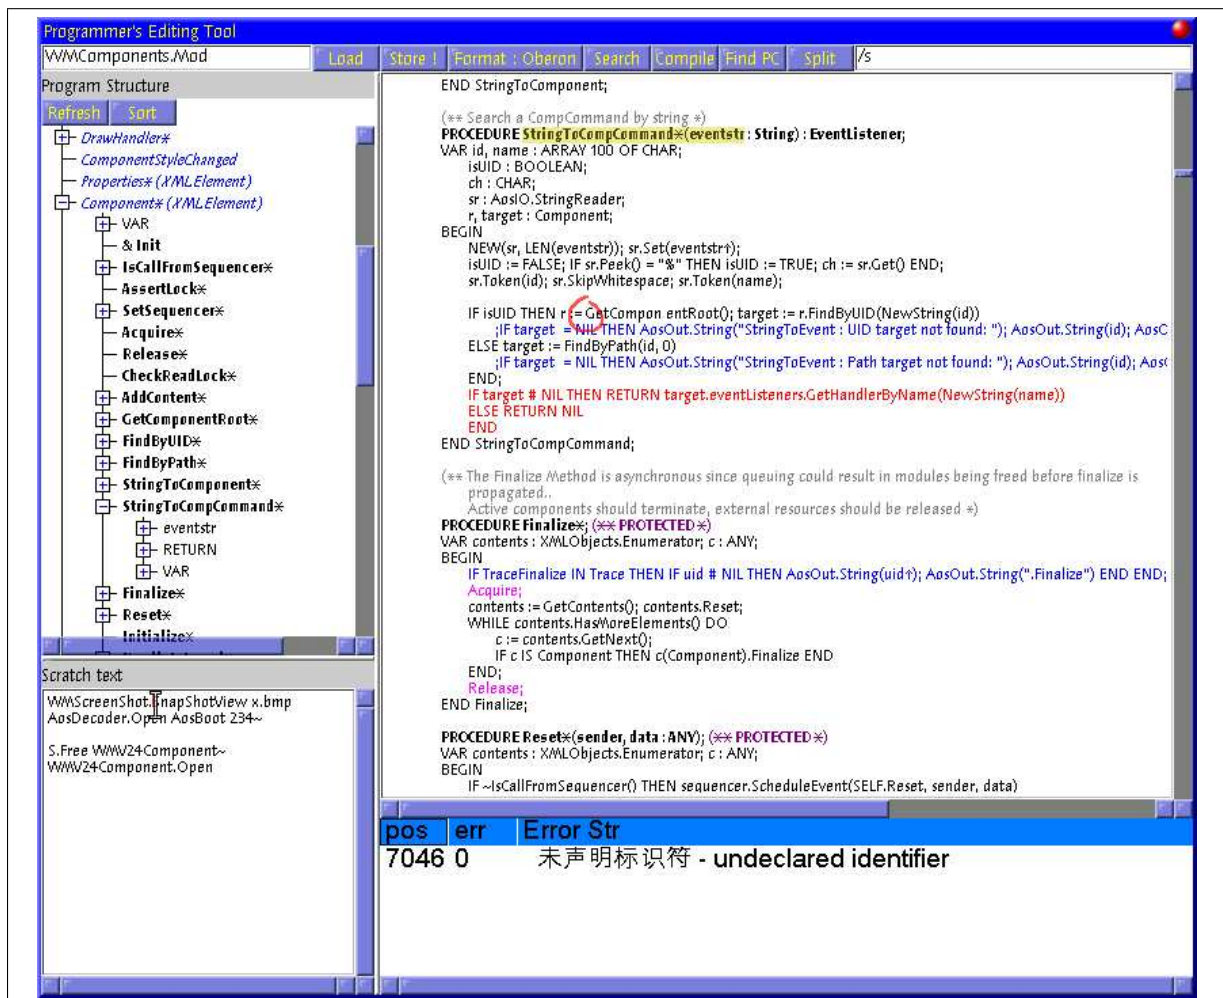 Programmer's Editing Tool
WMComponents.Mod
Load
Store !
Format : Oberon
Search
Compile
Find PC
Split
/s
Program Structure
Refresh
Sort
DrawHandler*
ComponentStyleChanged
Properties* (XMLElement)
Component* (XMLElement)
VAR
& Init
IsCallFromSequencer*
AssertLock*
SetSequencer*
Acquire*
Release*
CheckReadLock*
AddContent*
GetComponentRoot*
FindByUID*
FindByPath*
StringToComponent*
StringToCompCommand*
eventstr
RETURN
VAR
Finalize*
Reset*
Initialize*
Scratch text
WMScreenShot.SnapShotView x.bmp
AosDecoder.Open AosBoot 234~
S.Free WMV24Component~
WMV24Component.Open
END StringToComponent;
(** Search a CompCommand by string *)
PROCEDURE StringToCompCommand*(eventstr : String) : EventListener;
VAR id, name : ARRAY 100 OF CHAR;
isUID : BOOLEAN;
ch : CHAR;
sr : AosIO.StringReader;
r, target : Component;
BEGIN
NEW(sr, LEN(eventstr)); sr.Set(eventstr↑);
isUID := FALSE; IF sr.Peek() = "%" THEN isUID := TRUE; ch := sr.Get() END;
sr.Token(id); sr.SkipWhitespace; sr.Token(name);
IF isUID THEN r := GetCompon entRoot(); target := r.FindByUID(NewString(id))
;IF target = NIL THEN AosOut.String("StringToEvent : UID target not found: "); AosOut.String(id); AosO
ELSE target := FindByPath(id, 0)
;IF target = NIL THEN AosOut.String("StringToEvent : Path target not found: "); AosOut.String(id); Aos
END;
IF target # NIL THEN RETURN target.eventListeners.GetHandlerByName(NewString(name))
ELSE RETURN NIL
END
END StringToCompCommand;
(** The Finalize Method is asynchronous since queuing could result in modules being freed before finalize is
propagated..
Active components should terminate, external resources should be released *)
PROCEDURE Finalize*; (** PROTECTED *)
VAR contents : XMLObjects.Enumerator; c : ANY;
BEGIN
IF TraceFinalize IN Trace THEN IF uid # NIL THEN AosOut.String(uid↑); AosOut.String(".Finalize") END END;
Acquire;
contents := GetContents(); contents.Reset;
WHILE contents.HasMoreElements() DO
c := contents.GetNext();
IF c IS Component THEN c(Component).Finalize END
END;
Release;
END Finalize;
PROCEDURE Reset*(sender, data : ANY); (** PROTECTED *)
VAR contents : XMLObjects.Enumerator; c : ANY;
BEGIN
IF ~IsCallFromSequencer() THEN sequencer.ScheduleEvent(SELF.Reset, sender, data)
pos err Error Str
7046 0 未声明标识符 - undeclared identifier